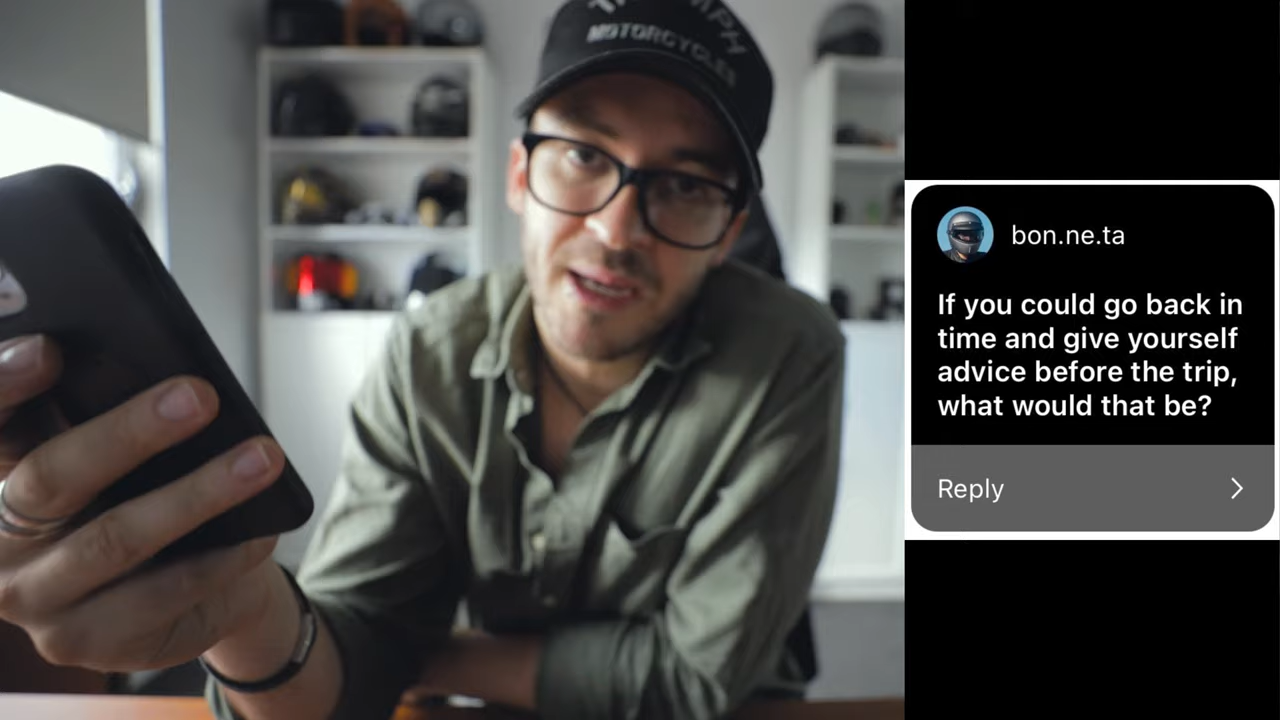 TRIUMPH
MOTORCYCLES
bon.ne.ta
If you could go back in
time and give yourself
advice before the trip,
what would that be?
Reply